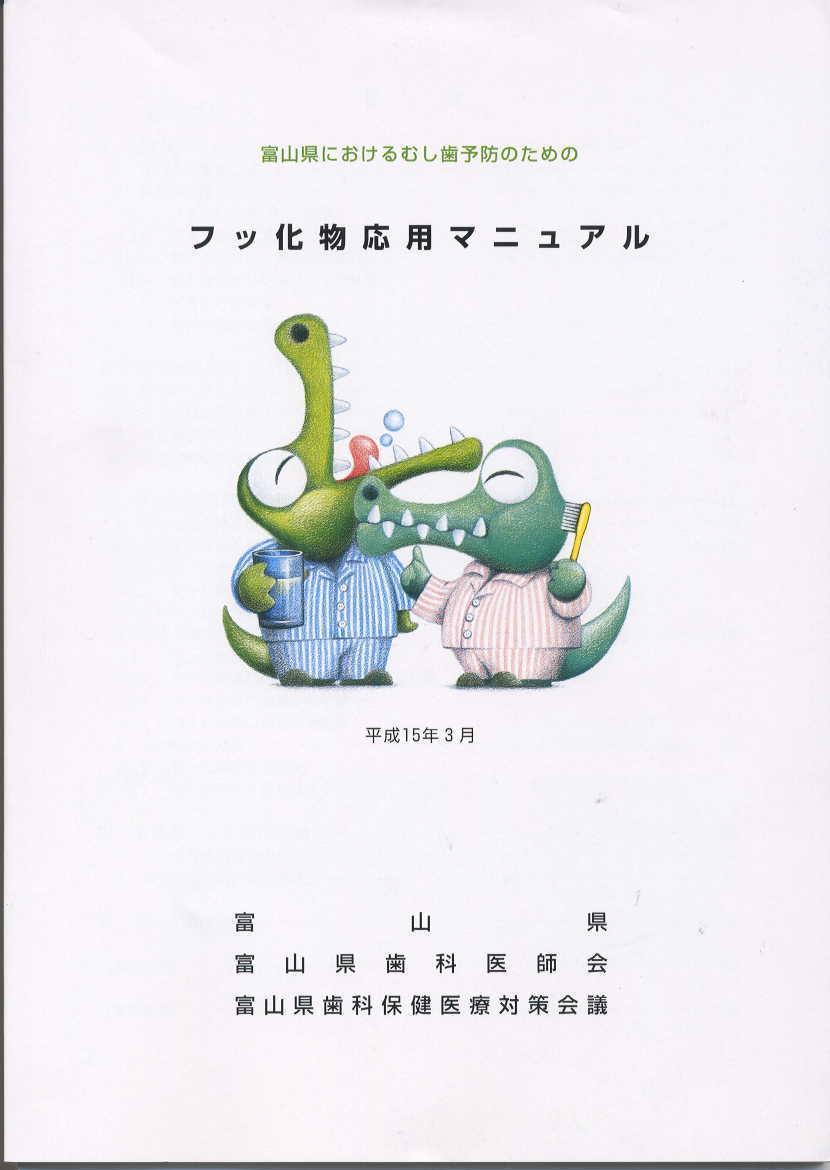 富山県におけるむし歯予防のための
フッ化物応用マニュアル
平成15年3月
富山県
富山県歯科医師会
富山県歯科保健医療対策会議